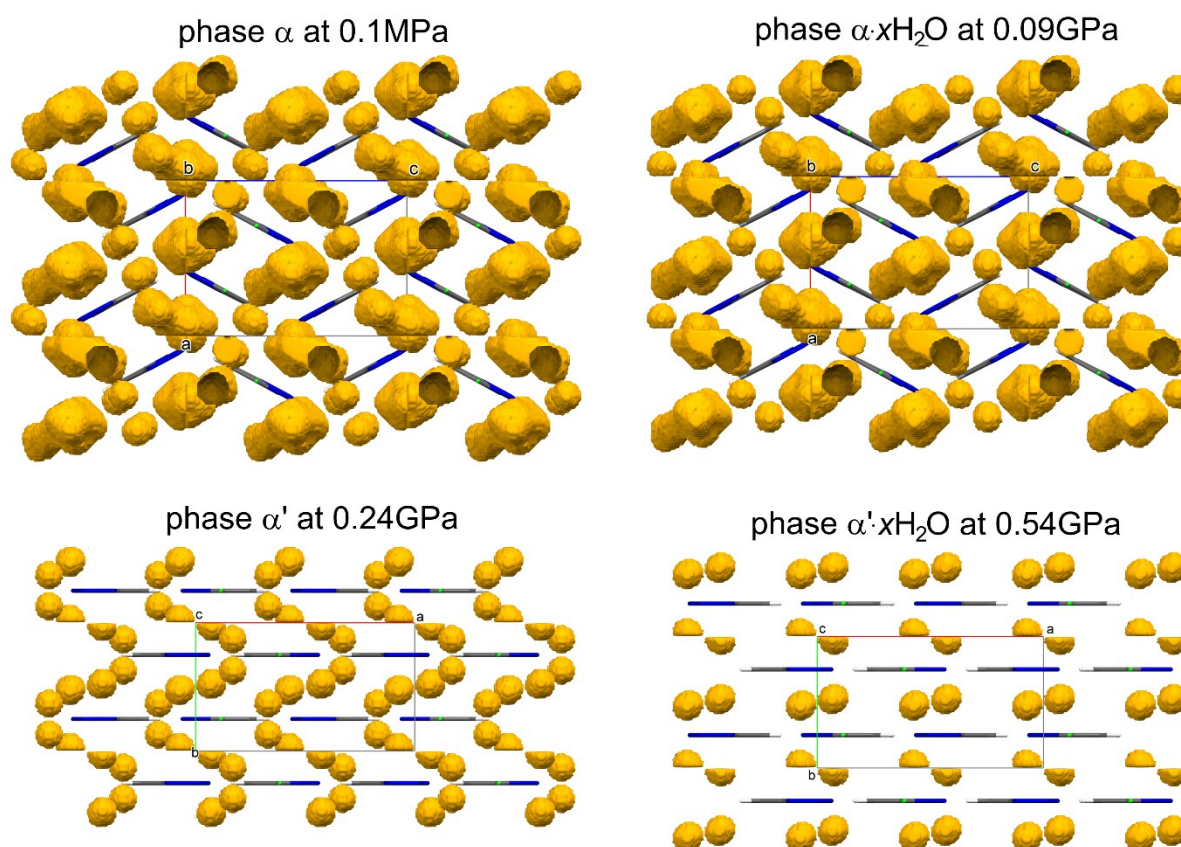 phase α at 0.1MPa
phase α·xH₂O at 0.09GPa
b c
a
b c
a
phase α' at 0.24GPa
phase α'·xH₂O at 0.54GPa
c a
b
c a
b